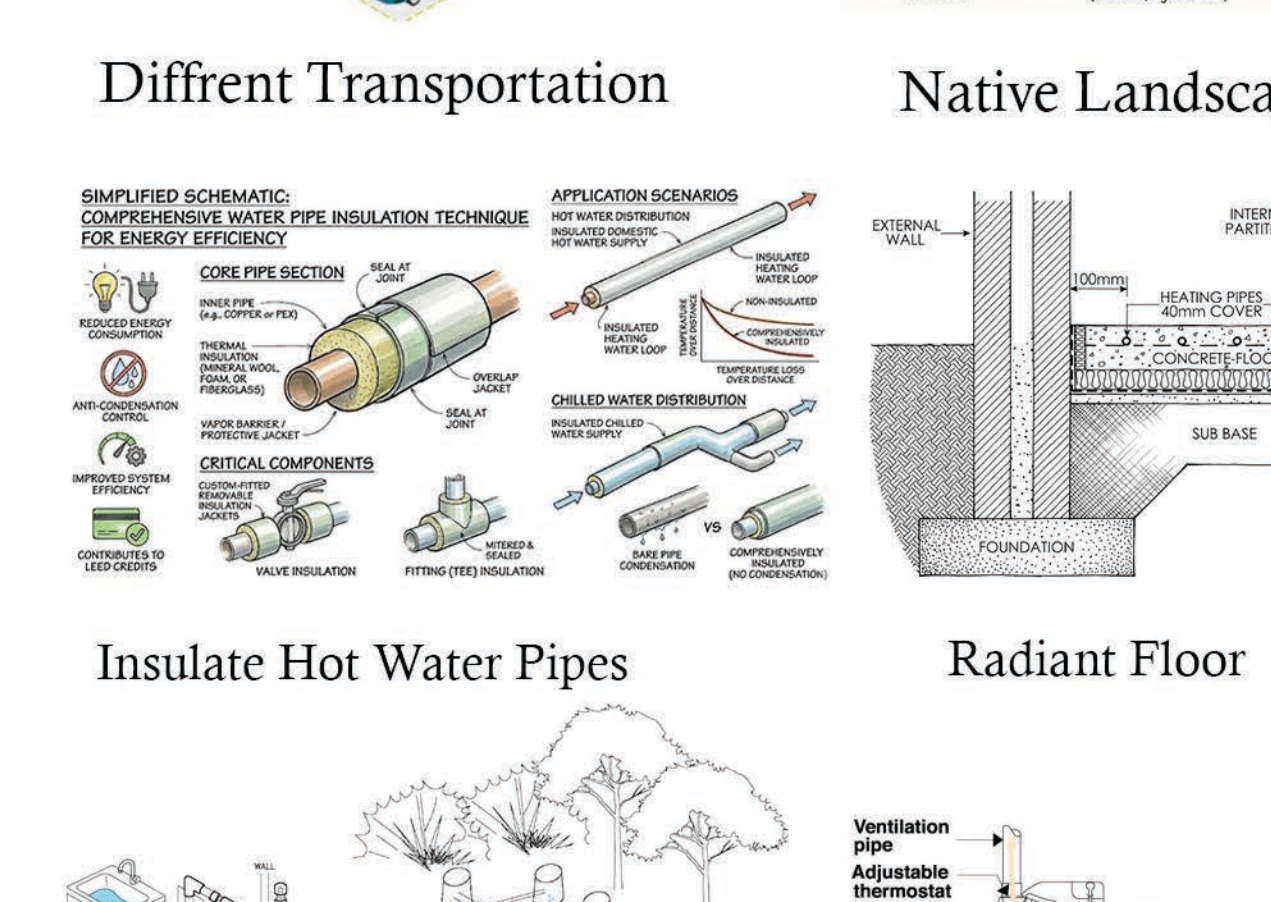 Diffrent Transportation
Native Landsca
SIMPLIFIED SCHEMATIC:
COMPREHENSIVE WATER PIPE INSULATION TECHNIQUE
FOR ENERGY EFFICIENCY
REDUCED ENERGY
CONSUMPTION
ANTI-CONDENSATION
CONTROL
IMPROVED SYSTEM
EFFICIENCY
CONTRIBUTES TO
LEED CREDITS
CORE PIPE SECTION
SEAL AT
JOINT
INNER PIPE
(e.g., COPPER or PEX)
THERMAL
INSULATION
(MINERAL WOOL,
FOAM, OR
FIBERGLASS)
VAPOR BARRIER /
PROTECTIVE JACKET
OVERLAP
JACKET
SEAL AT
JOINT
CRITICAL COMPONENTS
CUSTOM-FITTED
REMOVABLE
INSULATION
JACKETS
VALVE INSULATION
MITERED &
SEALED
FITTING (TEE) INSULATION
APPLICATION SCENARIOS
HOT WATER DISTRIBUTION
INSULATED DOMESTIC
HOT WATER SUPPLY
INSULATED
HEATING
WATER LOOP
INSULATED
HEATING
WATER LOOP
TEMPERATURE
OVER DISTANCE
NON-INSULATED
COMPREHENSIVELY
INSULATED
TEMPERATURE LOSS
OVER DISTANCE
CHILLED WATER DISTRIBUTION
INSULATED CHILLED
WATER SUPPLY
BARE PIPE
CONDENSATION
VS
COMPREHENSIVELY
INSULATED
(NO CONDENSATION)
EXTERNAL
WALL
INTERN
PARTITI
100mm
HEATING PIPES
40mm COVER
CONCRETE FLOO
SUB BASE
FOUNDATION
Insulate Hot Water Pipes
Radiant Floor
WALL
Ventilation
pipe
Adjustable
thermostat